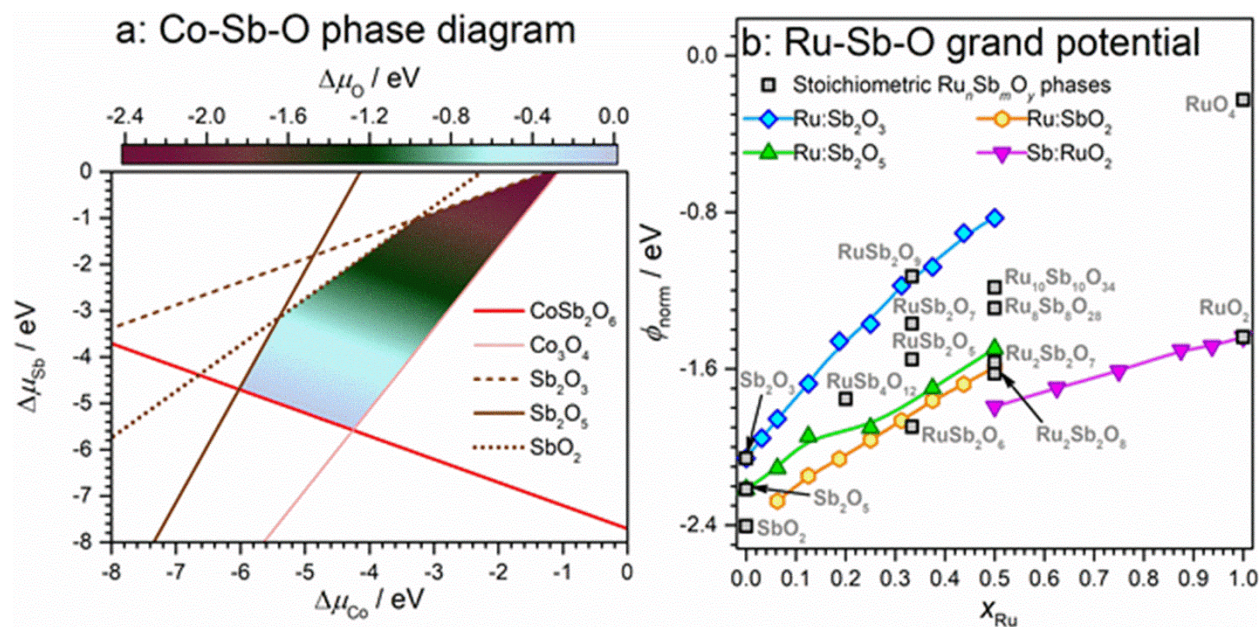 a: Co-Sb-O phase diagram
Δμ_O / eV
-2.4 -2.0 -1.6 -1.2 -0.8 -0.4 0.0
0
-1
-2
-3
-4
-5
-6
-7
-8
Δμ_Sb / eV
CoSb₂O₆
Co₃O₄
Sb₂O₃
Sb₂O₅
SbO₂
-8 -7 -6 -5 -4 -3 -2 -1 0
Δμ_Co / eV
b: Ru-Sb-O grand potential
0.0
-0.8
-1.6
-2.4
ϕ_norm / eV
Stoichiometric RuₙSbₘO_y phases
Ru:Sb₂O₃ Ru:SbO₂
Ru:Sb₂O₅ Sb:RuO₂
RuO₄
RuSb₂O₉
Ru₁₀Sb₁₀O₃₄
RuSb₂O₇
Ru₈Sb₈O₂₈
RuO₂
RuSb₂O₅
Ru₂Sb₂O₇
Sb₂O₃
RuSb₄O₁₂
RuSb₂O₆
Ru₂Sb₂O₈
Sb₂O₅
SbO₂
0.0 0.1 0.2 0.3 0.4 0.5 0.6 0.7 0.8 0.9 1.0
x_Ru